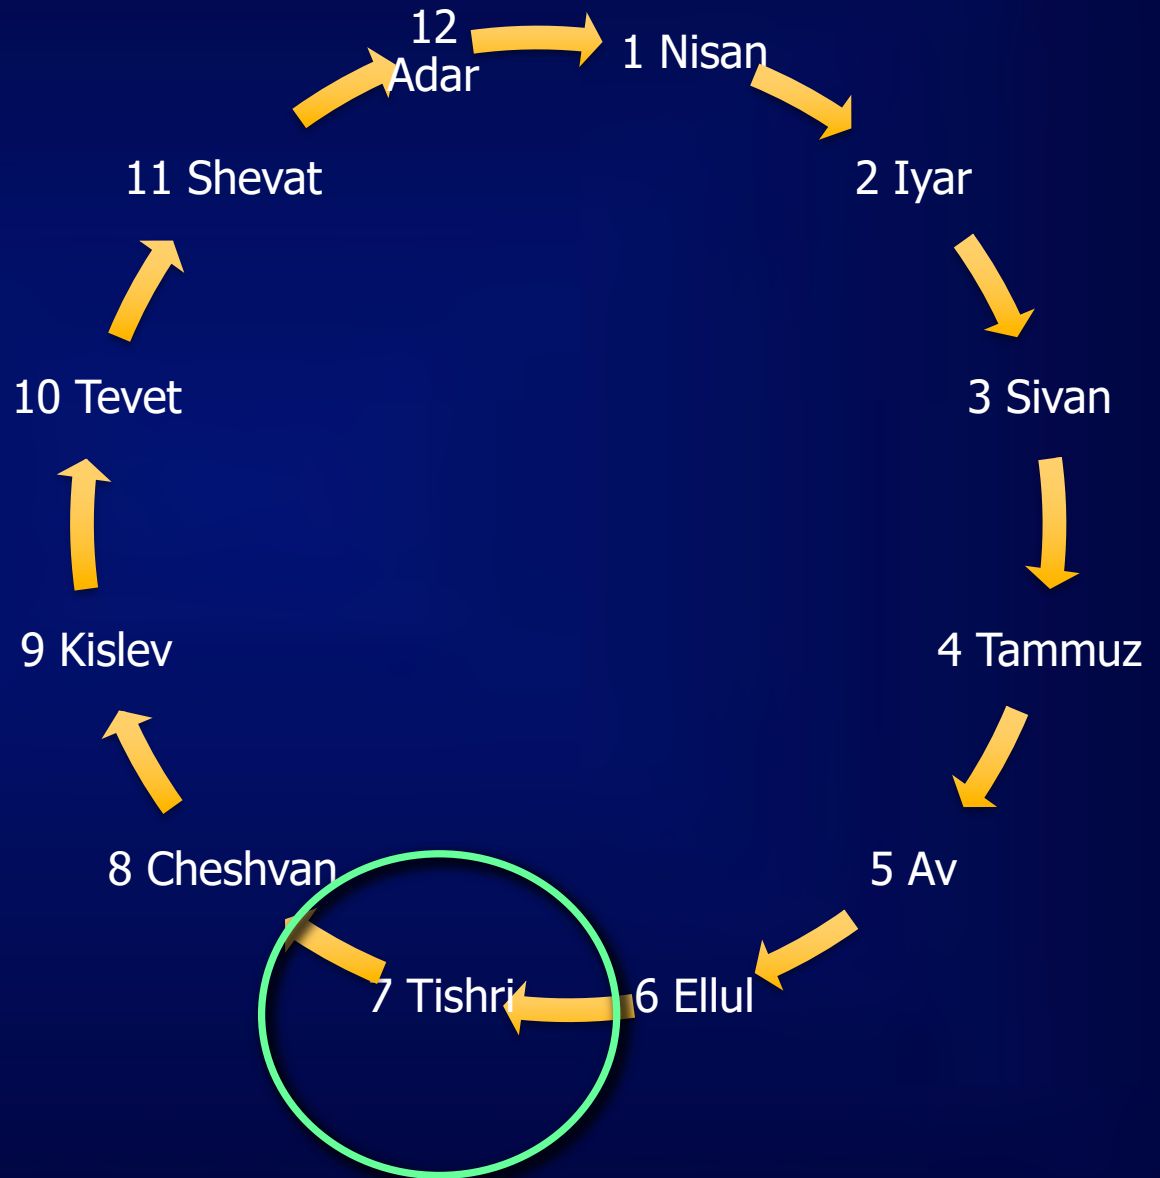 12
Adar
1 Nisan
2 Iyar
3 Sivan
4 Tammuz
5 Av
6 Ellul
7 Tishri
8 Cheshvan
9 Kislev
10 Tevet
11 Shevat